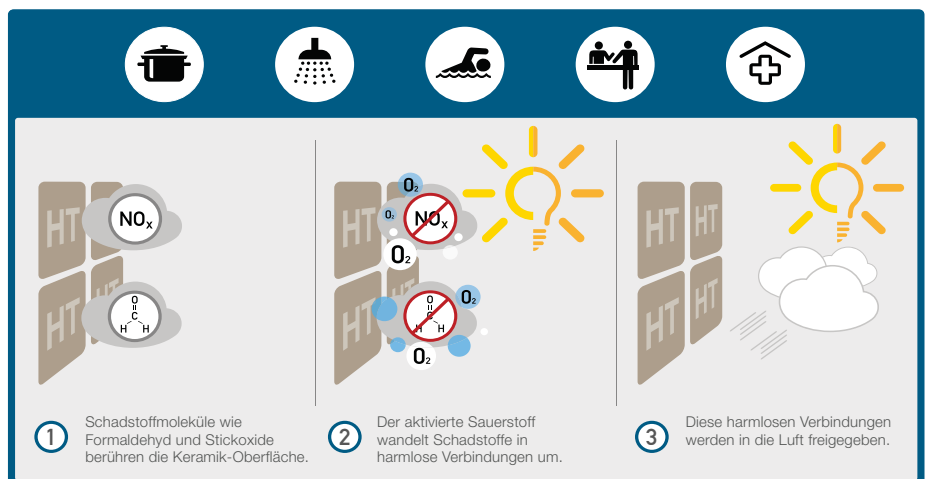 HT
HT
HT
NOx
O
C
H H
HT
HT
HT
O2
O2
NOx
O2
O2
O
C
H H
O2
HT
HT
HT
HT
1
Schadstoffmoleküle wie
Formaldehyd und Stickoxide
berühren die Keramik-Oberfläche.
2
Der aktivierte Sauerstoff
wandelt Schadstoffe in
harmlose Verbindungen um.
3
Diese harmlosen Verbindungen
werden in die Luft freigegeben.